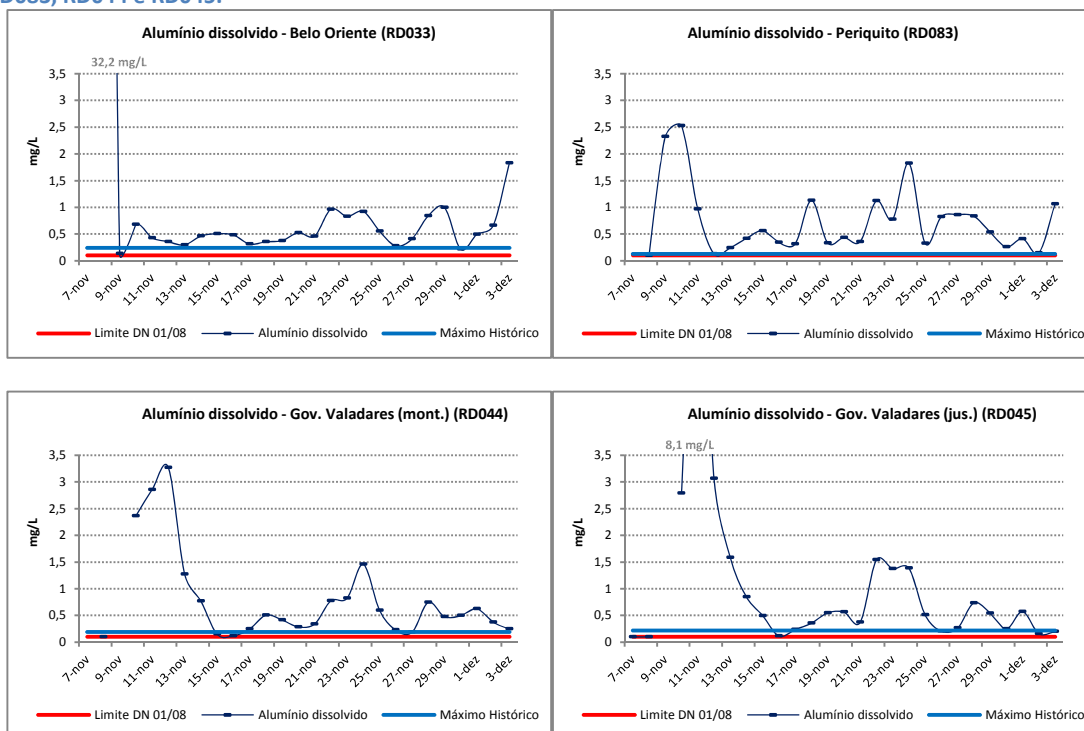 D083, RD044 e RD045.
Alumínio dissolvido - Belo Oriente (RD033)
32,2 mg/L
3,5
3
2,5
2
1,5
1
0,5
0
mg/L
7-nov 9-nov 11-nov 13-nov 15-nov 17-nov 19-nov 21-nov 23-nov 25-nov 27-nov 29-nov 1-dez 3-dez
Limite DN 01/08 Alumínio dissolvido Máximo Histórico
Alumínio dissolvido - Periquito (RD083)
3,5
3
2,5
2
1,5
1
0,5
0
mg/L
7-nov 9-nov 11-nov 13-nov 15-nov 17-nov 19-nov 21-nov 23-nov 25-nov 27-nov 29-nov 1-dez 3-dez
Limite DN 01/08 Alumínio dissolvido Máximo Histórico
Alumínio dissolvido - Gov. Valadares (mont.) (RD044)
3,5
3
2,5
2
1,5
1
0,5
0
mg/L
7-nov 9-nov 11-nov 13-nov 15-nov 17-nov 19-nov 21-nov 23-nov 25-nov 27-nov 29-nov 1-dez 3-dez
Limite DN 01/08 Alumínio dissolvido Máximo Histórico
Alumínio dissolvido - Gov. Valadares (jus.) (RD045)
8,1 mg/L
3,5
3
2,5
2
1,5
1
0,5
0
mg/L
7-nov 9-nov 11-nov 13-nov 15-nov 17-nov 19-nov 21-nov 23-nov 25-nov 27-nov 29-nov 1-dez 3-dez
Limite DN 01/08 Alumínio dissolvido Máximo Histórico